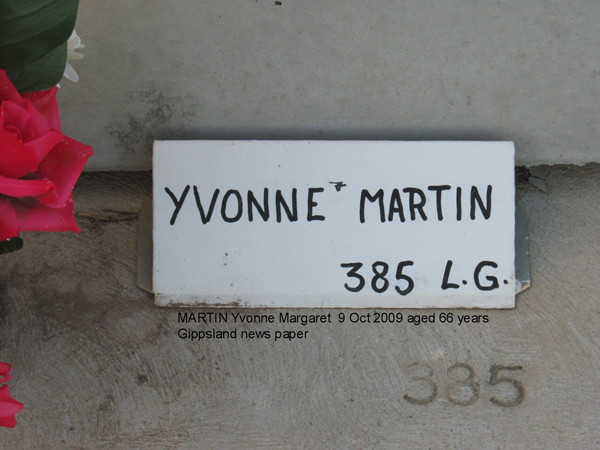 YVONNE MARTIN
385 L.G.
MARTIN Yvonne Margaret 9 Oct 2009 aged 66 years
Gippsland news paper
385